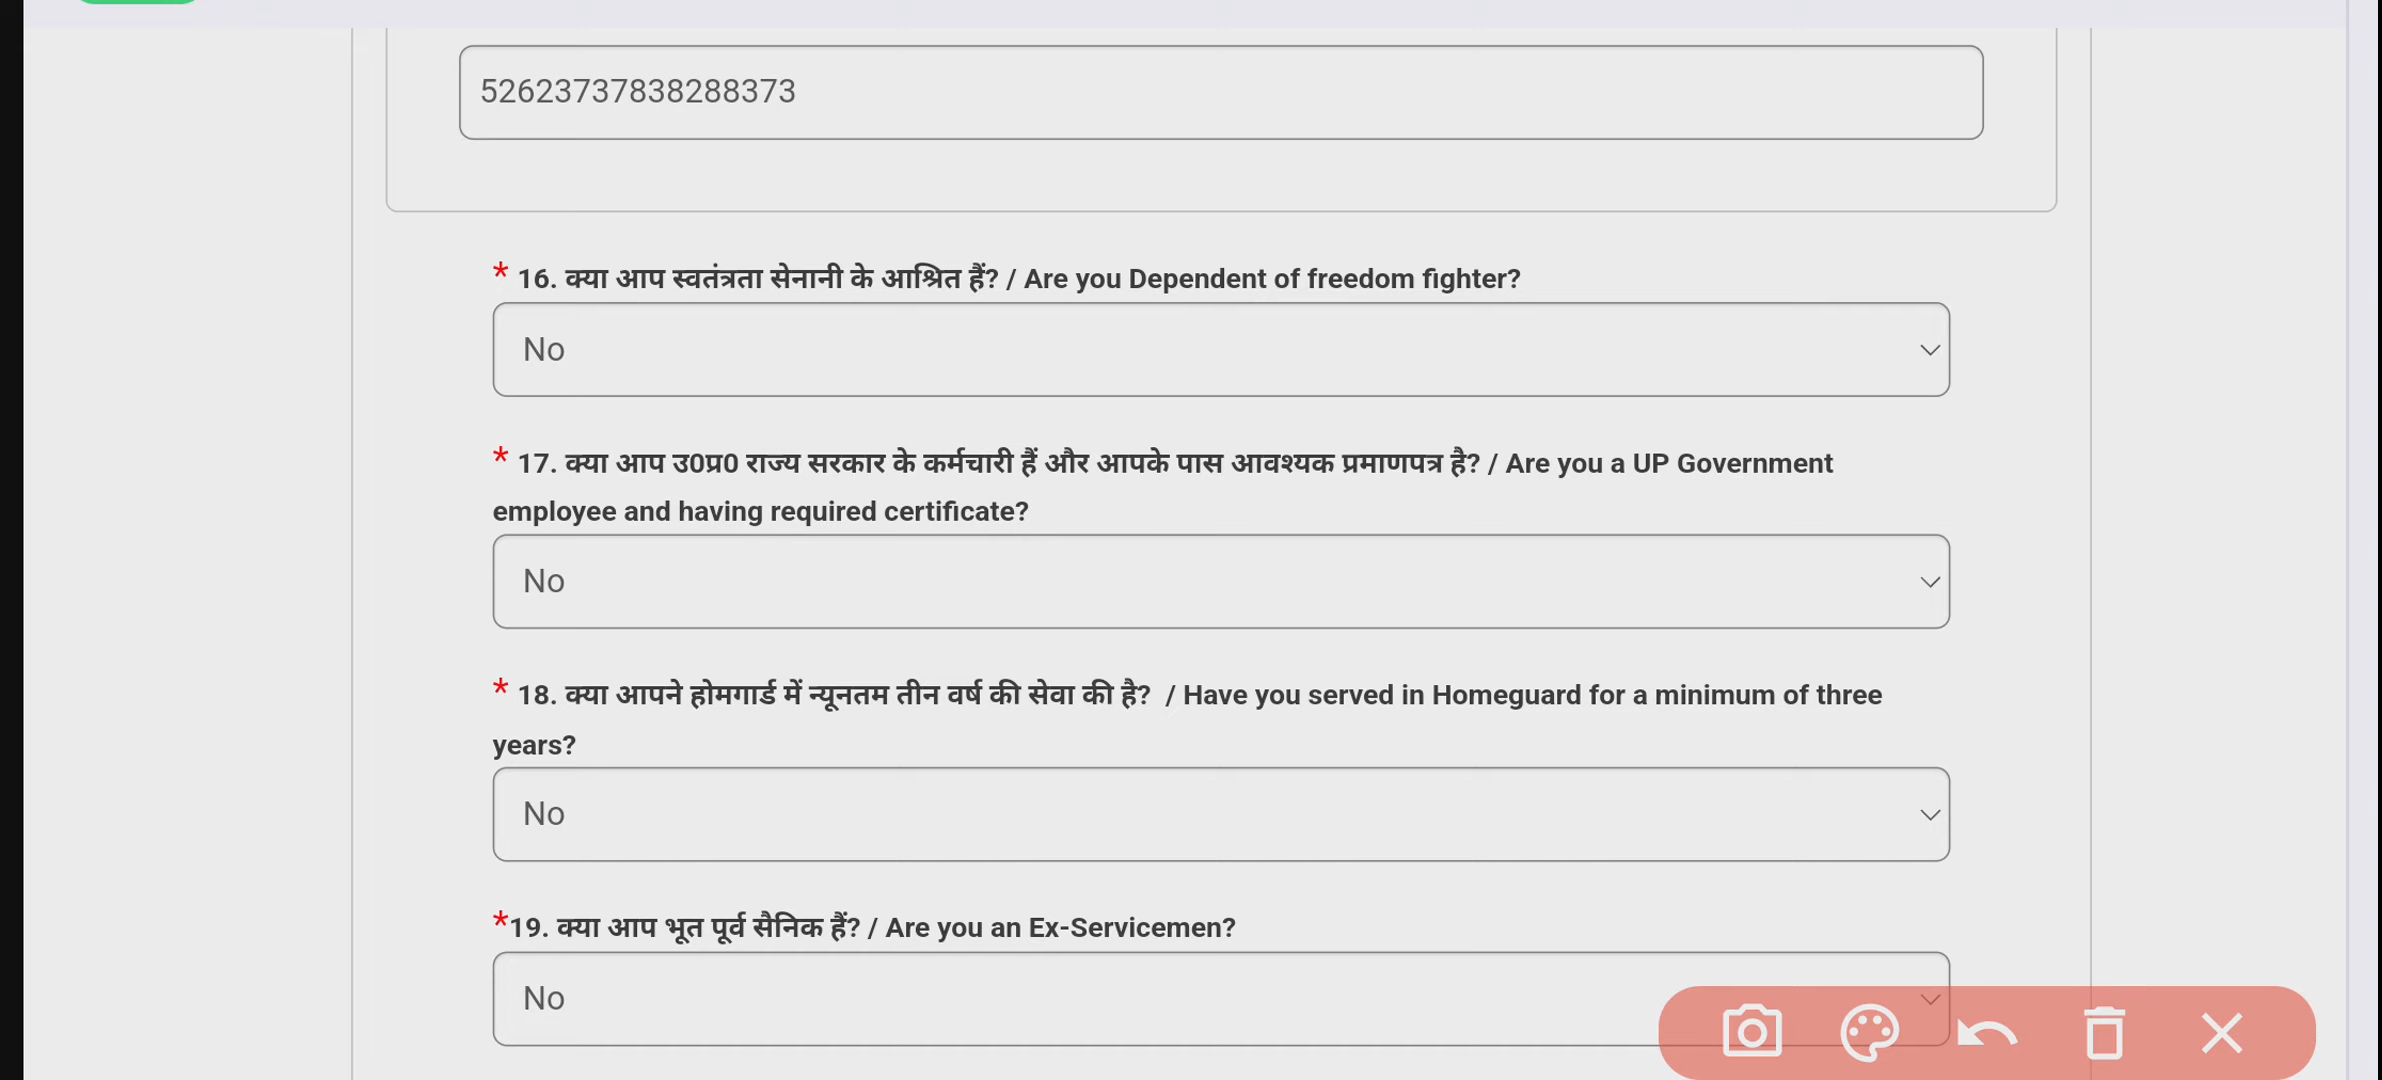 52623737838288373
* 16. क्या आप स्वतंत्रता सेनानी के आश्रित हैं? / Are you Dependent of freedom fighter?
No
* 17. क्या आप उ0प्र0 राज्य सरकार के कर्मचारी हैं और आपके पास आवश्यक प्रमाणपत्र है? / Are you a UP Government
employee and having required certificate?
No
* 18. क्या आपने होमगार्ड में न्यूनतम तीन वर्ष की सेवा की है? / Have you served in Homeguard for a minimum of three
years?
No
*19. क्या आप भूत पूर्व सैनिक हैं? / Are you an Ex-Servicemen?
No